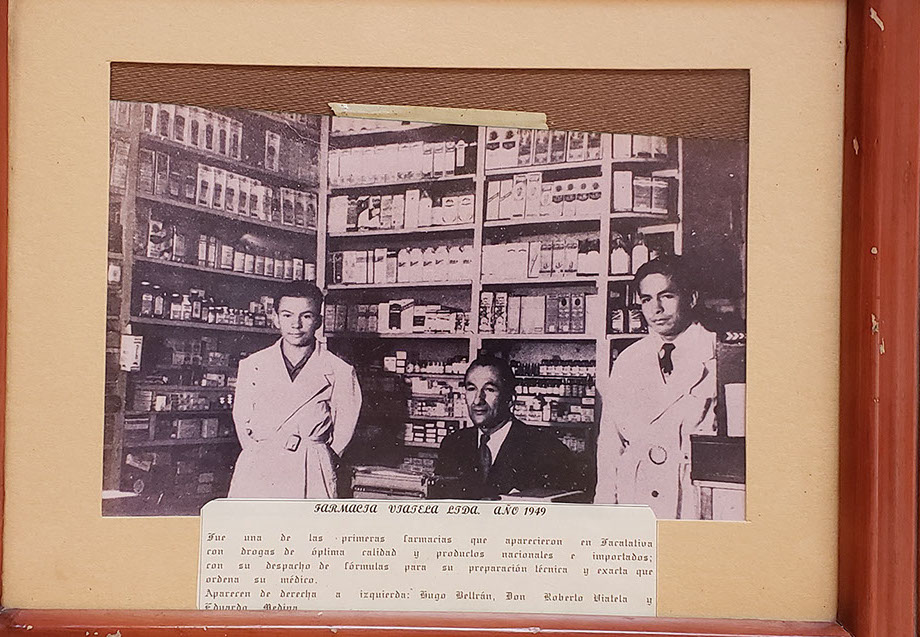 FARMACIA VIATELA LTDA. AÑO 1949
Fue una de las primeras farmacias que aparecieron en Facatativa
con drogas de óptima calidad y productos nacionales e importados;
con su despacho de fórmulas para su preparación técnica y exacta que
ordena su médico.
Aparecen de derecha a izquierda: Hugo Beltrán, Don Roberto Viatela y
Eduardo Medina